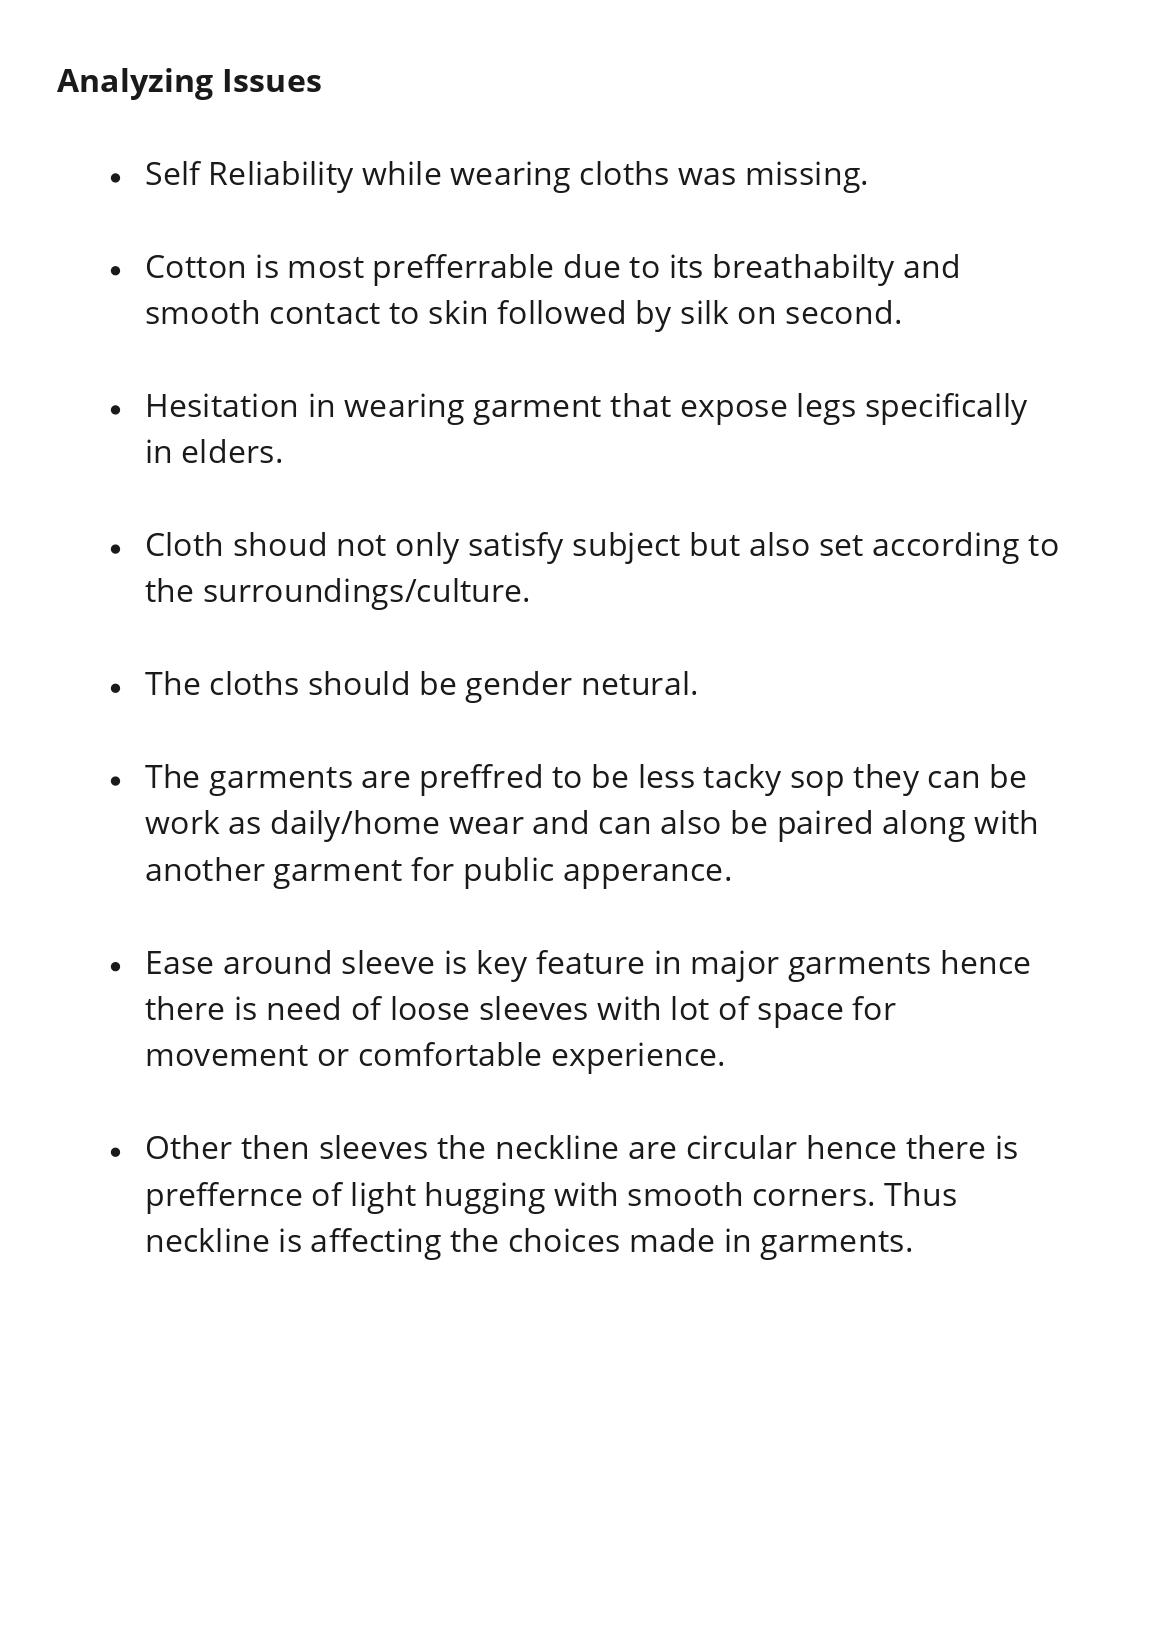 Analyzing Issues
• Self Reliability while wearing cloths was missing.
• Cotton is most prefferrable due to its breathabilty and
smooth contact to skin followed by silk on second.
• Hesitation in wearing garment that expose legs specifically
in elders.
• Cloth shoud not only satisfy subject but also set according to
the surroundings/culture.
• The cloths should be gender netural.
• The garments are preffred to be less tacky sop they can be
work as daily/home wear and can also be paired along with
another garment for public apperance.
• Ease around sleeve is key feature in major garments hence
there is need of loose sleeves with lot of space for
movement or comfortable experience.
• Other then sleeves the neckline are circular hence there is
preffernce of light hugging with smooth corners. Thus
neckline is affecting the choices made in garments.